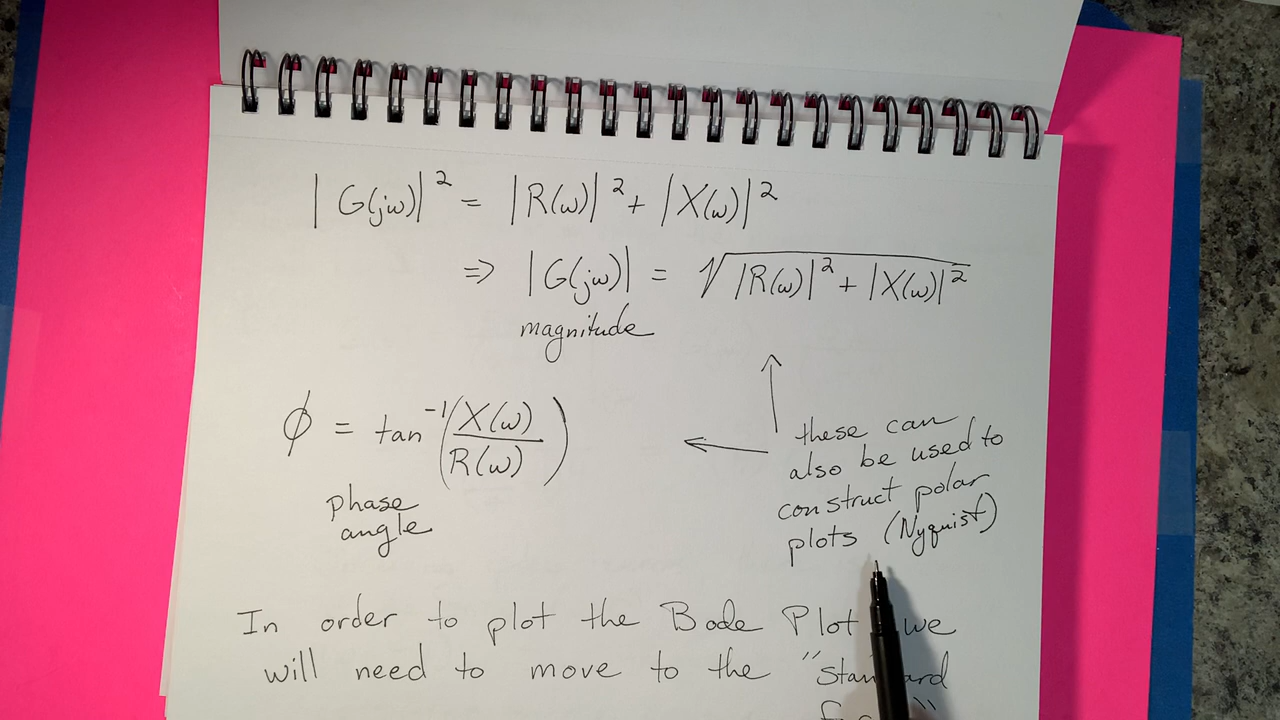 |G(jω)|² = |R(ω)|² + |X(ω)|²
⇒ |G(jω)| = √(|R(ω)|² + |X(ω)|²)
magnitude
ϕ = tan⁻¹(X(ω)/R(ω))
phase
angle
these can
also be used to
construct polar
plots (Nyquist)
In order to plot the Bode Plot we
will need to move to the "standard